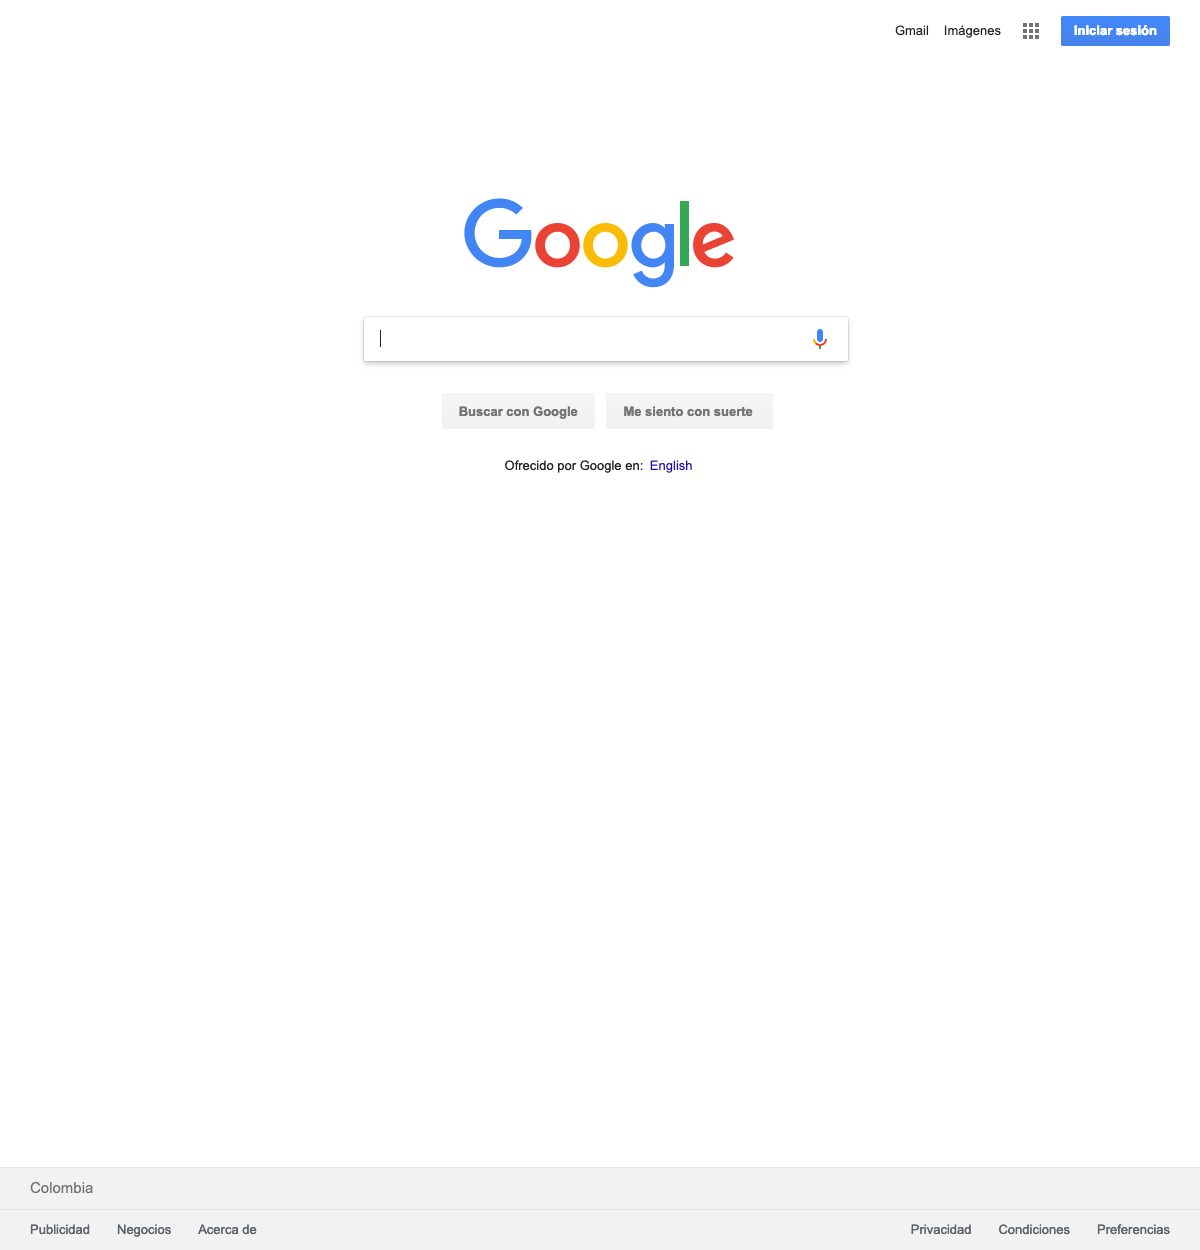 Gmail Imágenes Iniciar sesión
Google
Buscar con Google Me siento con suerte
Ofrecido por Google en: English
Colombia
Publicidad Negocios Acerca de Privacidad Condiciones Preferencias